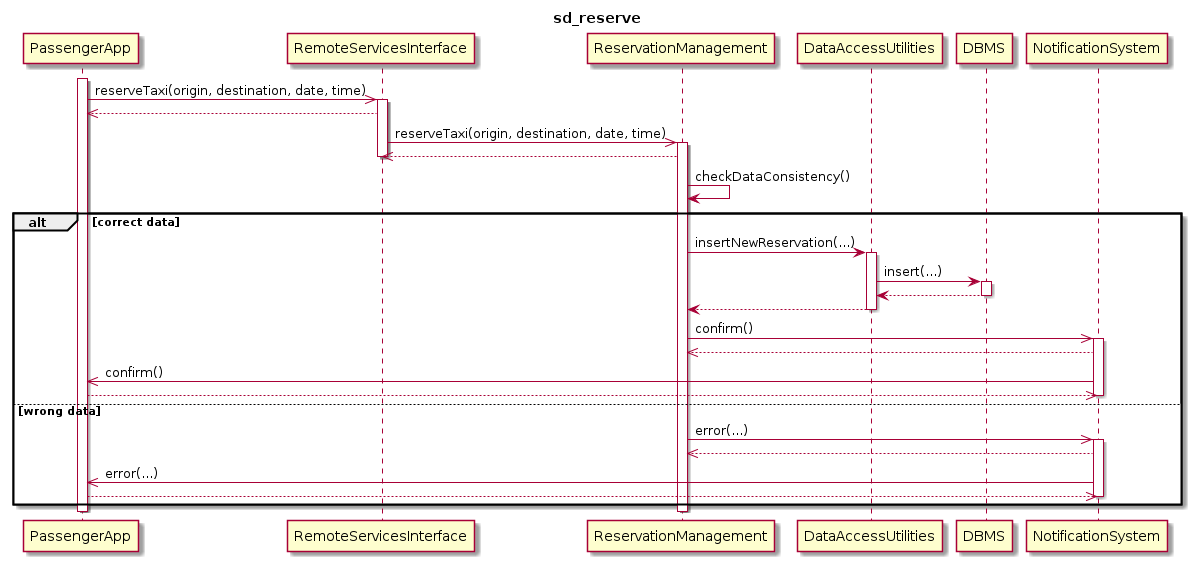 sd_reserve
PassengerApp RemoteServicesInterface ReservationManagement DataAccessUtilities DBMS NotificationSystem
reserveTaxi(origin, destination, date, time)
reserveTaxi(origin, destination, date, time)
checkDataConsistency()
alt [correct data]
insertNewReservation(...)
insert(...)
confirm()
confirm()
[wrong data]
error(...)
error(...)
PassengerApp RemoteServicesInterface ReservationManagement DataAccessUtilities DBMS NotificationSystem